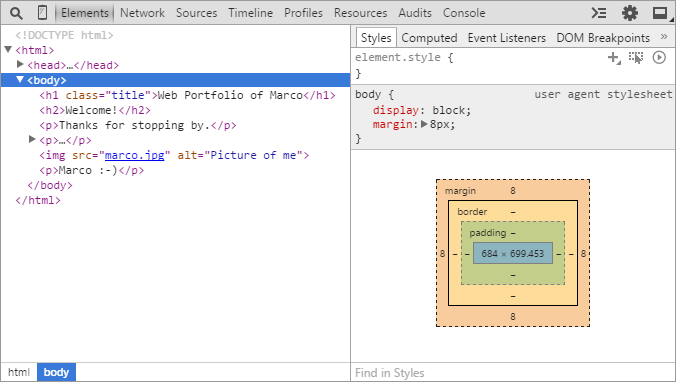 Elements Network Sources Timeline Profiles Resources Audits Console
<!DOCTYPE html>
<html>
<head>…</head>
<body>
<h1 class="title">Web Portfolio of Marco</h1>
<h2>Welcome!</h2>
<p>Thanks for stopping by.</p>
<p>…</p>
<img src="marco.jpg" alt="Picture of me">
<p>Marco :-)</p>
</body>
</html>
html body
Styles Computed Event Listeners DOM Breakpoints »
element.style {
}
body { user agent stylesheet
display: block;
margin: 8px;
}
margin 8
border –
padding –
8 – – 684 × 699.453 – – 8
–
–
8
Find in Styles